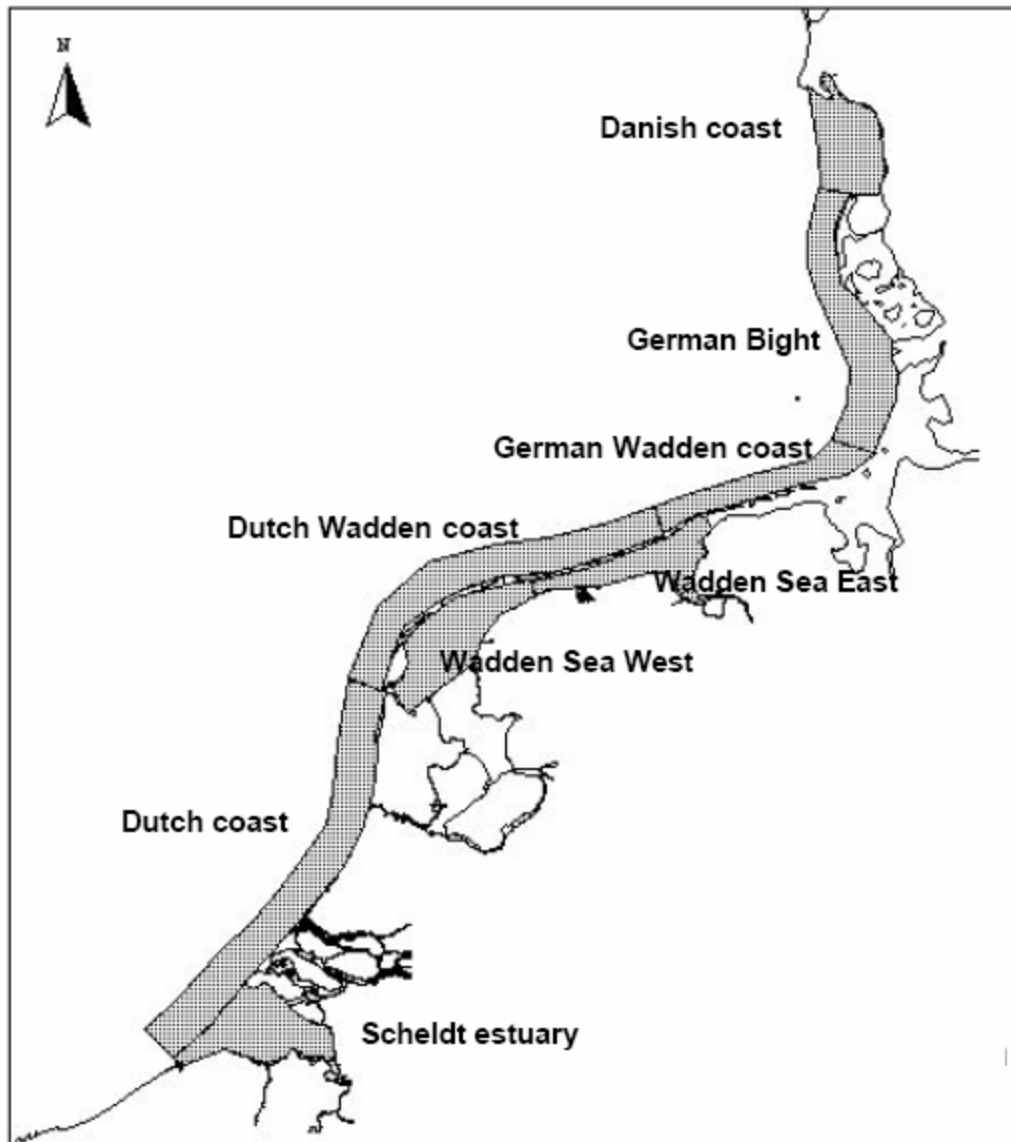 N
Danish coast
German Bight
German Wadden coast
Dutch Wadden coast
Wadden Sea East
Wadden Sea West
Dutch coast
Scheldt estuary